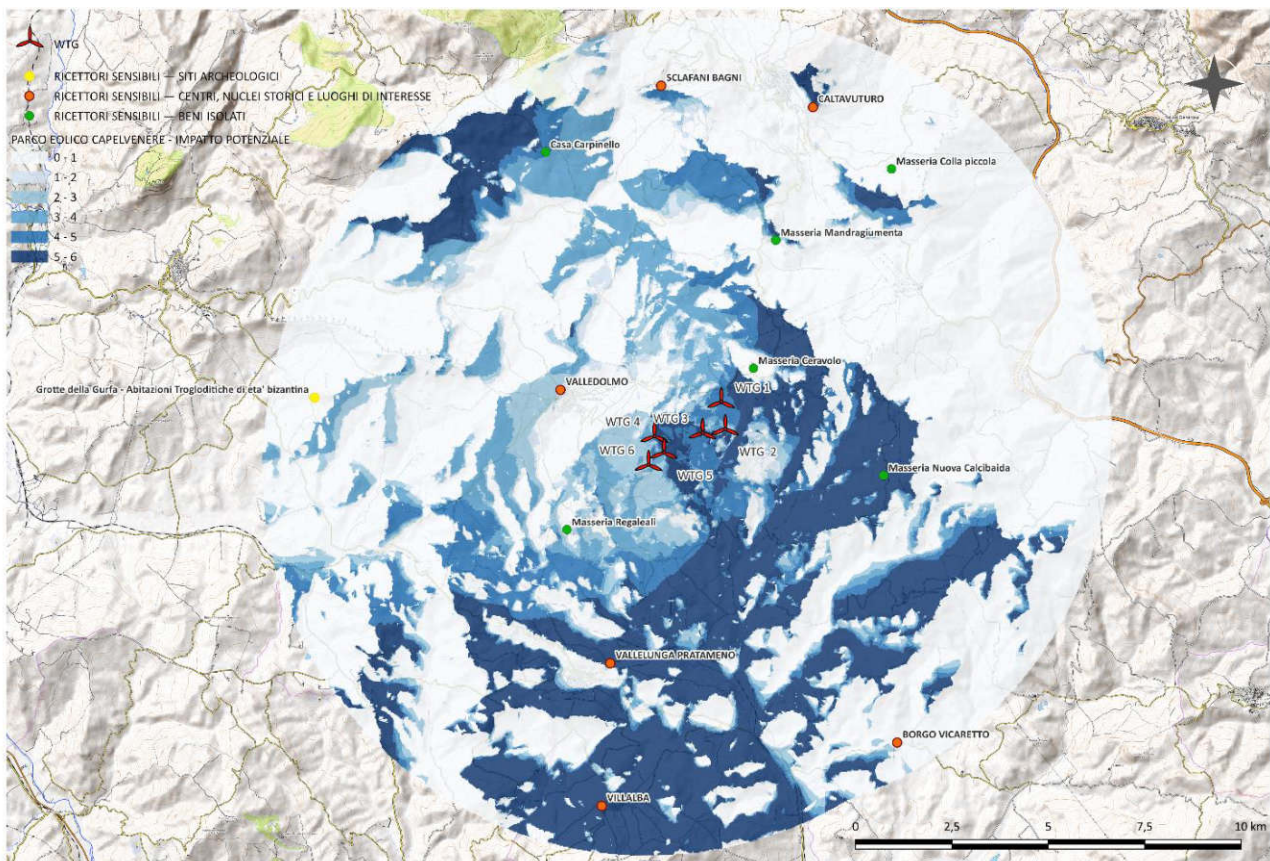 WTG
RICETTORI SENSIBILI — SITI ARCHEOLOGICI
RICETTORI SENSIBILI — CENTRI, NUCLEI STORICI E LUOGHI DI INTERESSE
RICETTORI SENSIBILI — BENI ISOLATI
PARCO EOLICO CAPELVENERE - IMPATTO POTENZIALE
0 - 1
1 - 2
3 - 4
4 - 5
5 - 6
SCLAFANI BAGNI
CALTAVUTURO
Casa Carpinello
Masseria Colla piccola
Masseria Mandragiumenta
Masseria Ceravolo
Grotte della Gurfa - Abitazioni Trogloditiche di eta' bizantina
VALLEDOLMO
WTG 1
WTG 4
WTG 3
WTG 6
WTG 2
WTG 5
Masseria Nuova Calcibaida
Masseria Regaleali
VALLELUNGA PRATAMENO
BORGO VICARETTO
VILLALBA
0 2,5 5 7,5 10 km